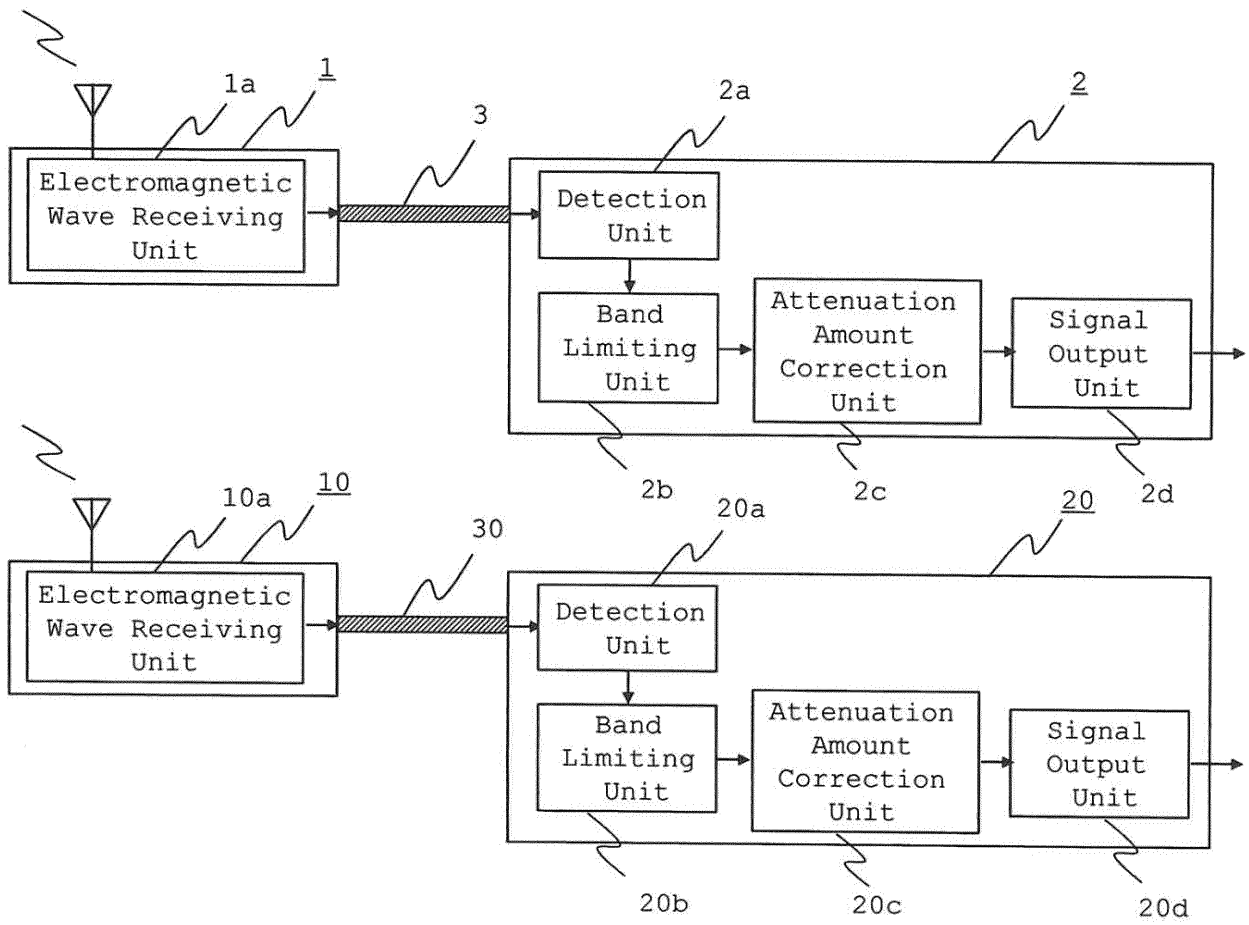 1
1a
2
2a
3
Electromagnetic
Wave Receiving
Unit
Detection
Unit
Band
Limiting
Unit
Attenuation
Amount
Correction
Unit
Signal
Output
Unit
2b
2c
2d
10
10a
20
20a
30
Electromagnetic
Wave Receiving
Unit
Detection
Unit
Band
Limiting
Unit
Attenuation
Amount
Correction
Unit
Signal
Output
Unit
20b
20c
20d